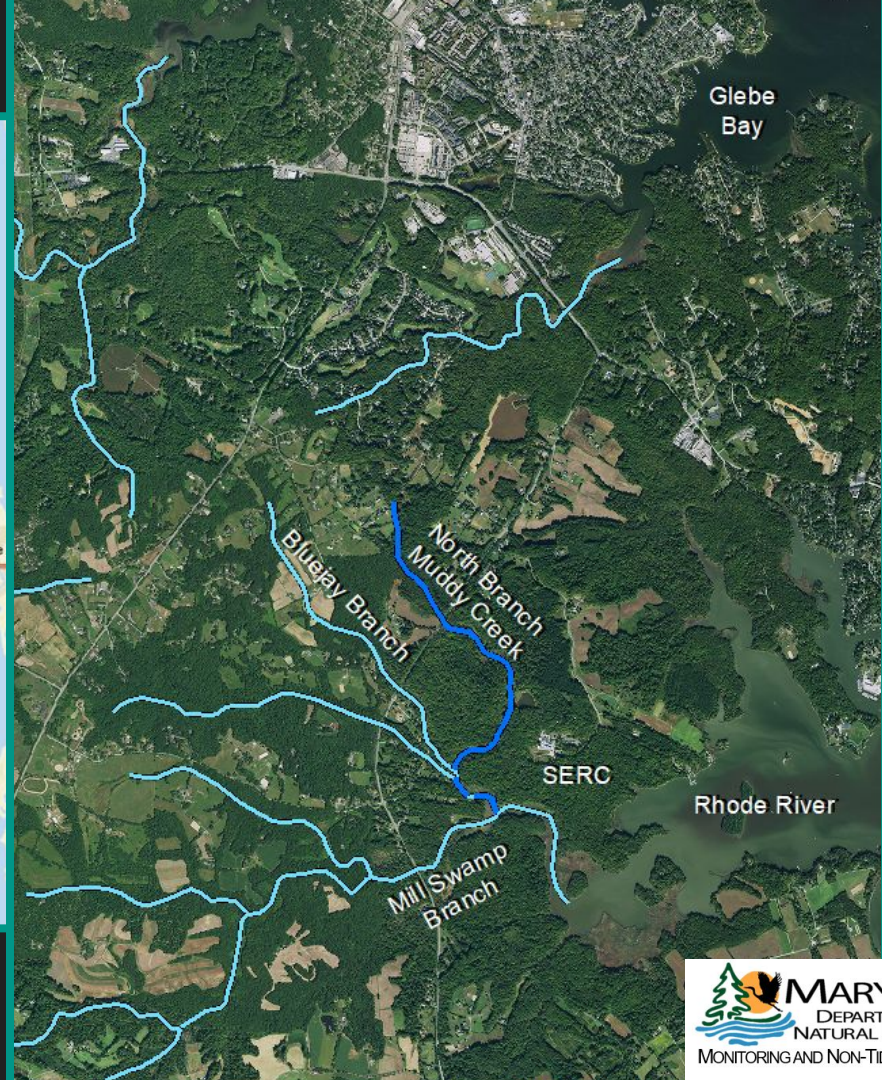 Glebe
Bay
Bluejay Branch
North Branch
Muddy Creek
SERC
Rhode River
Mill Swamp
Branch
MARY
DEPART
NATURAL
MONITORING AND NON-TI